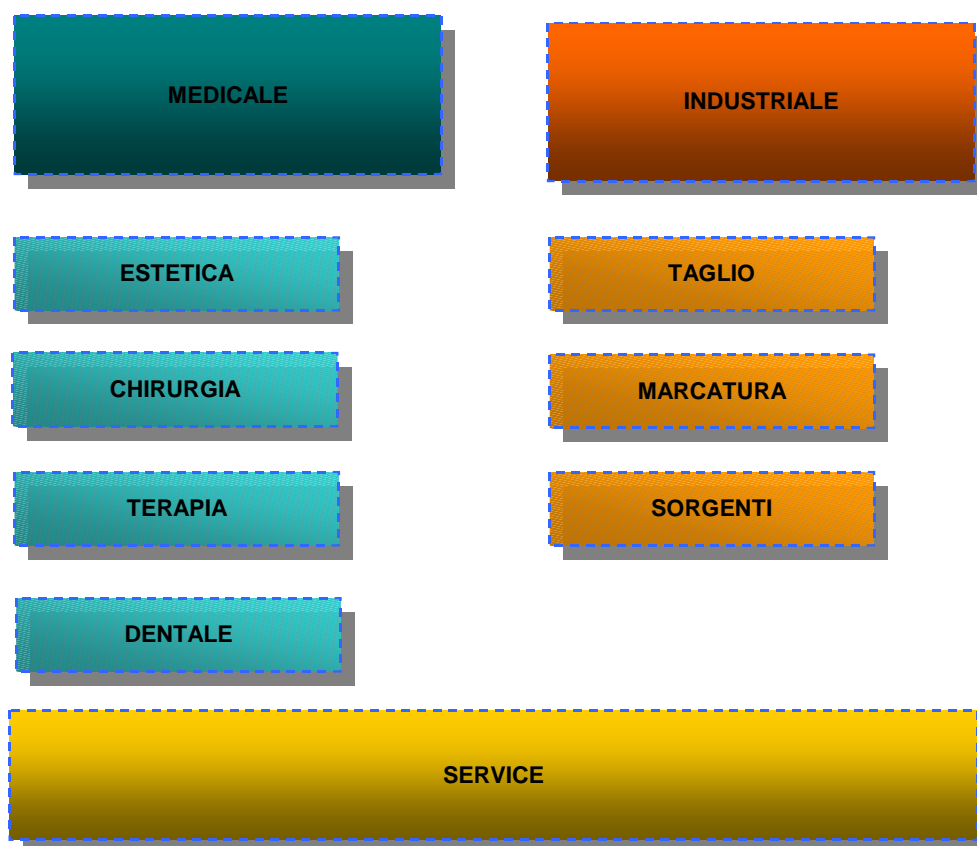 MEDICALE
INDUSTRIALE
ESTETICA
TAGLIO
CHIRURGIA
MARCATURA
TERAPIA
SORGENTI
DENTALE
SERVICE